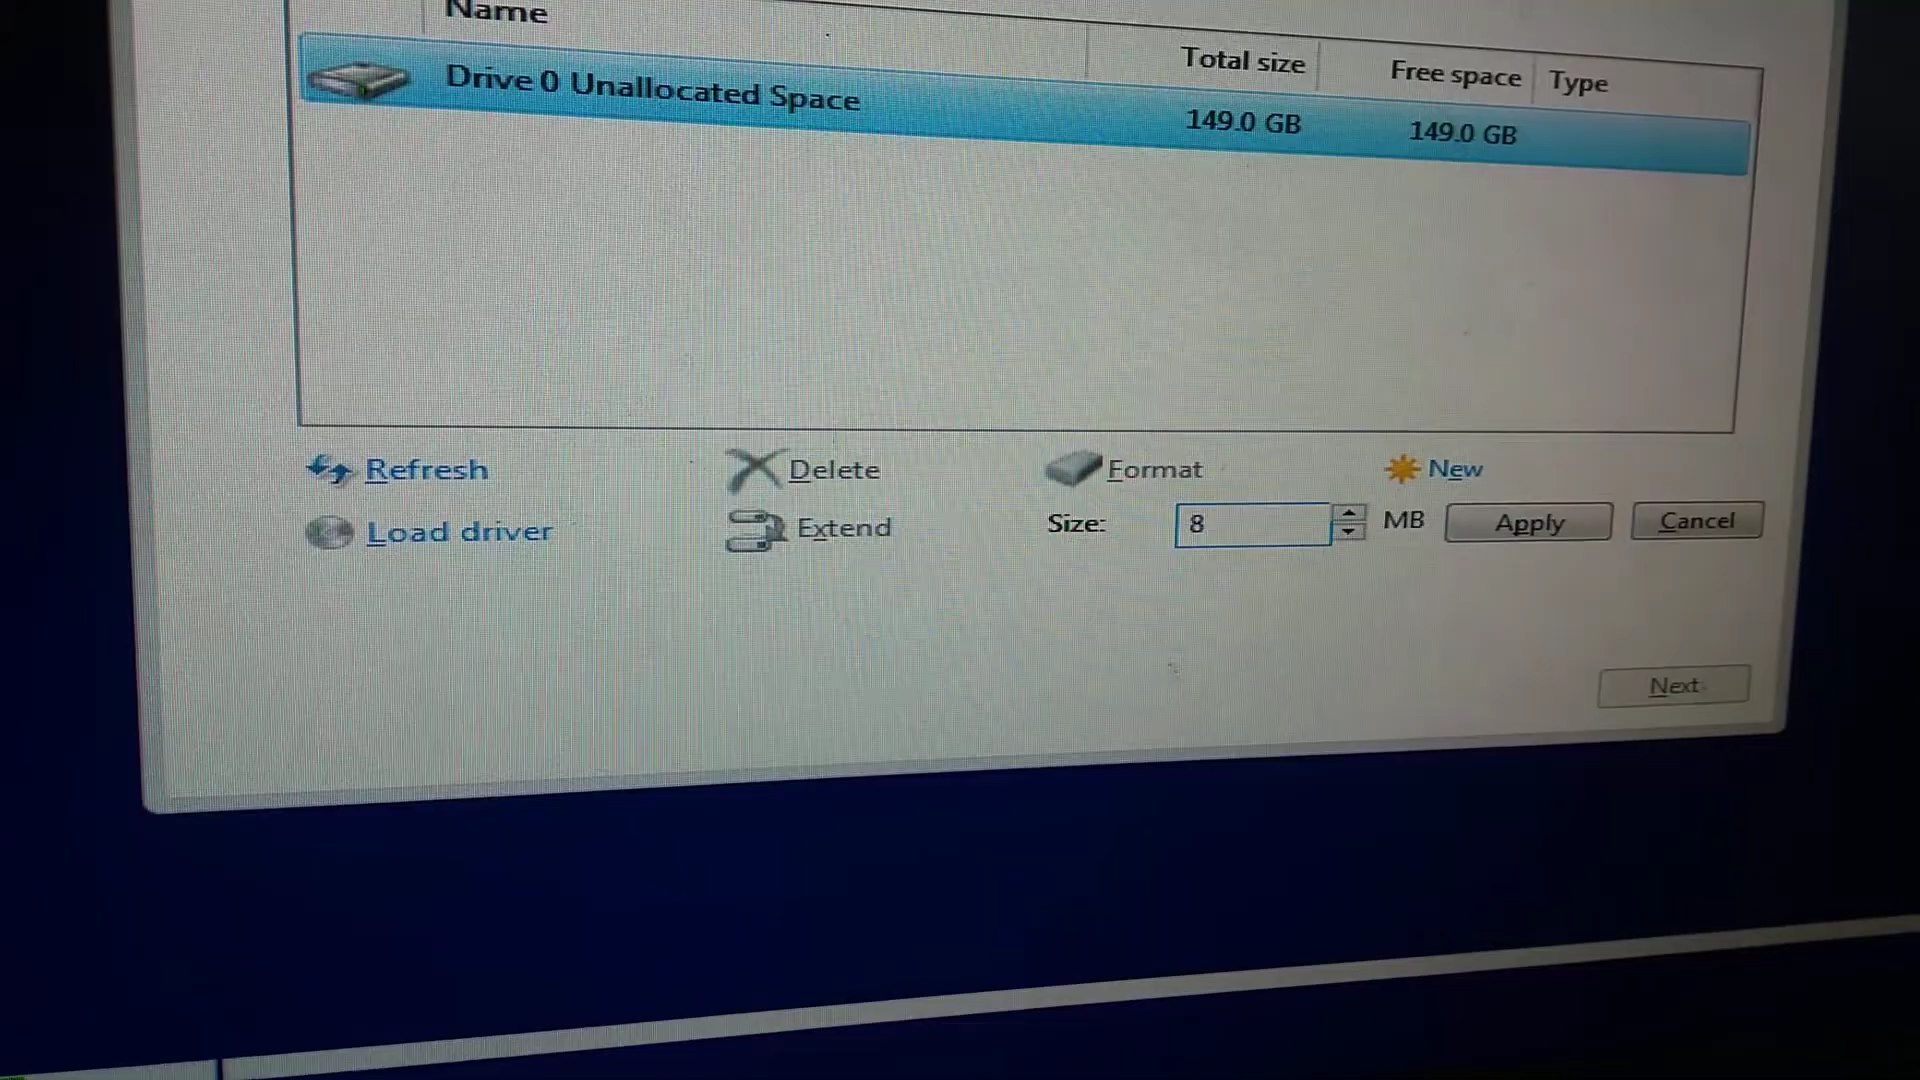 Name Total size Free space Type
Drive 0 Unallocated Space 149.0 GB 149.0 GB
Refresh Delete Format New
Load driver Extend Size: 8 MB Apply Cancel
Next